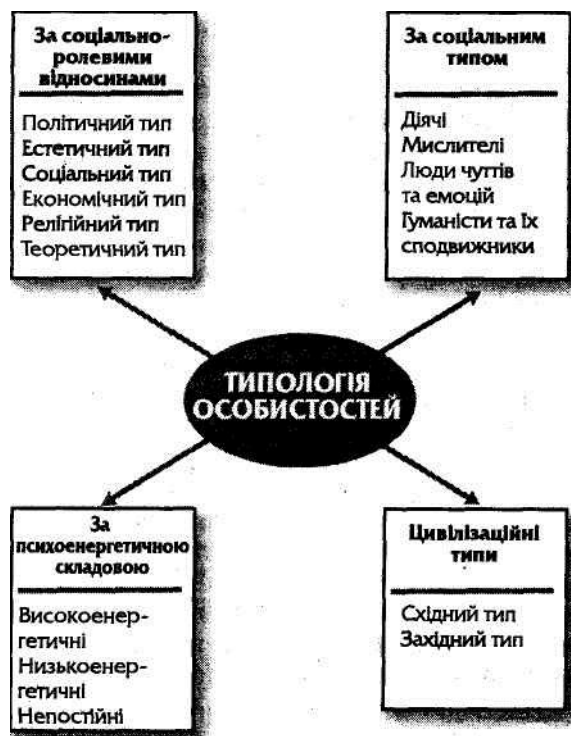 За соціально-
ролевими
відносинами
Політичний тип
Естетичний тип
Соціальний тип
Економічний тип
Релігійний тип
Теоретичний тип
За соціальним
типом
Діячі
Мислителі
Люди чуттів
та емоцій
Гуманісти та їх
сподвижники
ТИПОЛОГІЯ
ОСОБИСТОСТЕЙ
За
психоенергетичною
складовою
Високоенер-
гетичні
Низькоенер-
гетичні
Непостійні
Цивілізаційні
типи
Східний тип
Західний тип